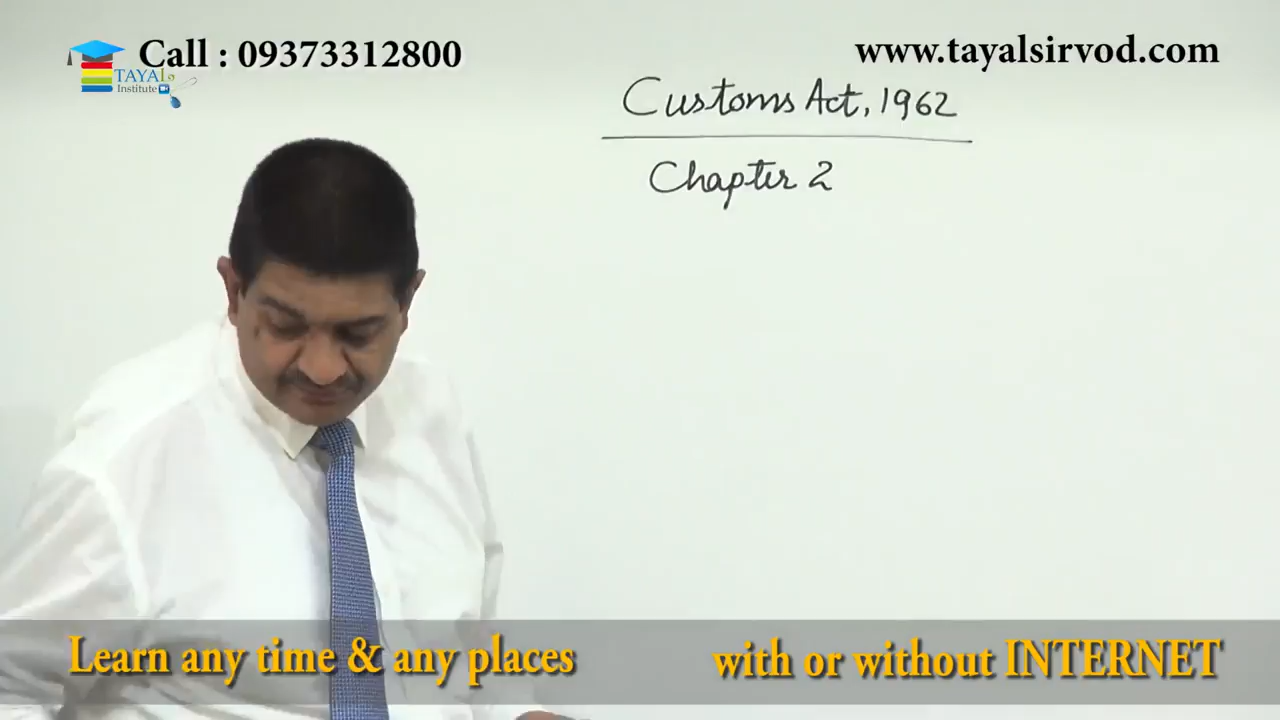 Call : 09373312800
www.tayalsirvod.com
TAYALs
Institute
Customs Act, 1962
Chapter 2
Learn any time & any places
with or without INTERNET